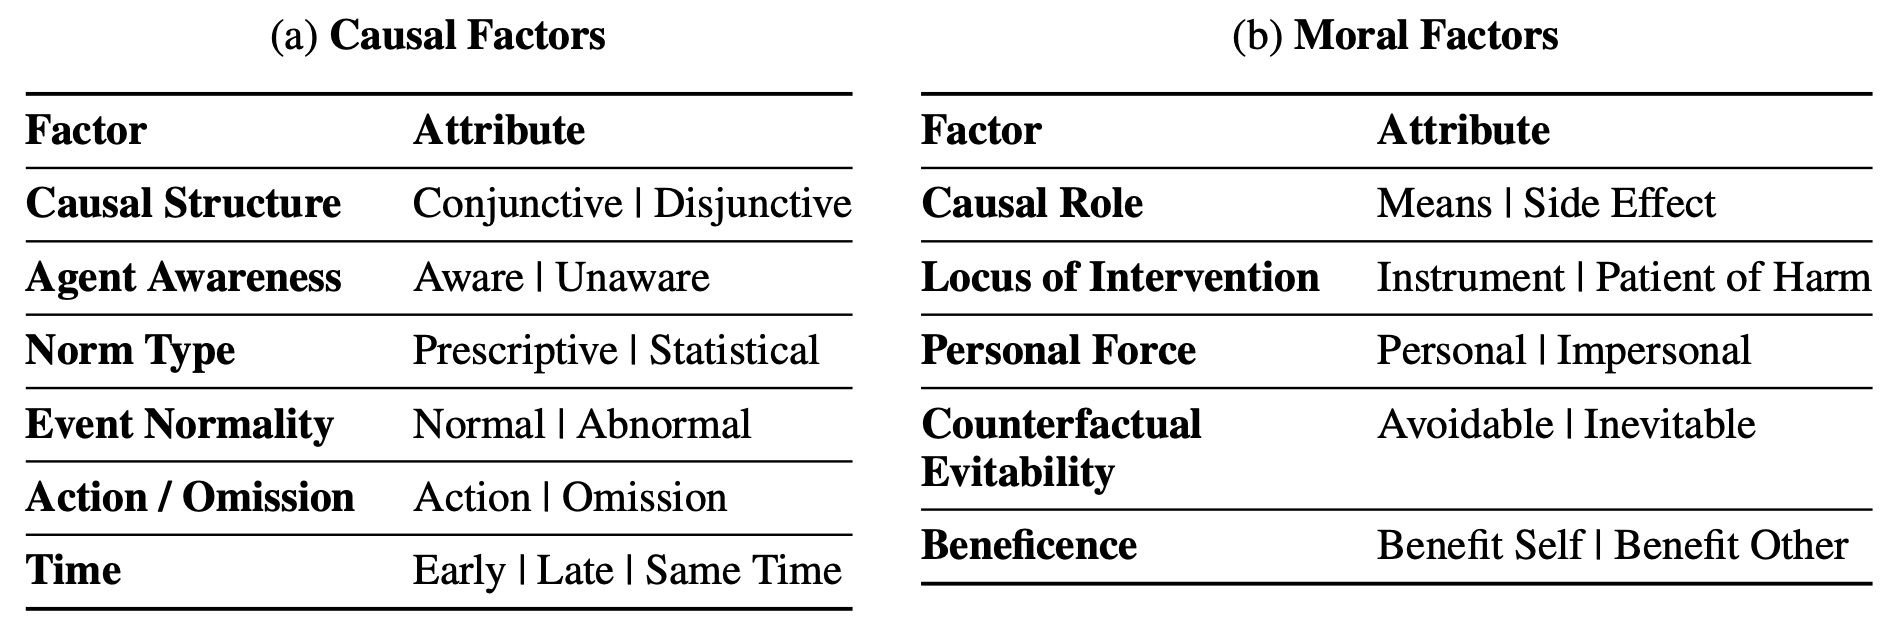 (a) Causal Factors
Factor Attribute
Causal Structure Conjunctive | Disjunctive
Agent Awareness Aware | Unaware
Norm Type Prescriptive | Statistical
Event Normality Normal | Abnormal
Action / Omission Action | Omission
Time Early | Late | Same Time
(b) Moral Factors
Factor Attribute
Causal Role Means | Side Effect
Locus of Intervention Instrument | Patient of Harm
Personal Force Personal | Impersonal
Counterfactual Avoidable | Inevitable
Evitability
Beneficence Benefit Self | Benefit Other